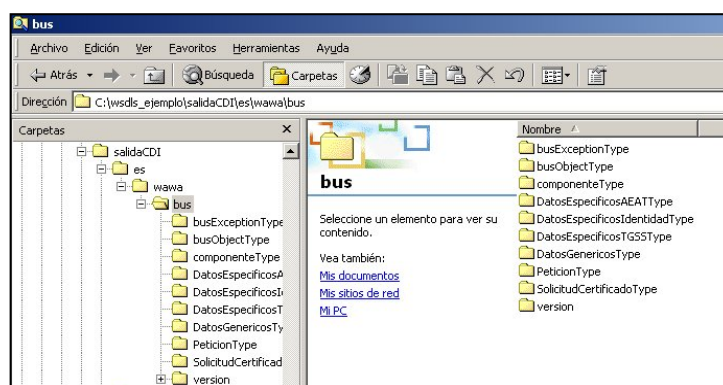 bus
Archivo Edición Ver Favoritos Herramientas Ayuda
Atrás Búsqueda Carpetas
Dirección C:\wsdls_ejemplo\salidaCDI\es\wawa\bus
Carpetas
salidaCDI
es
wawa
bus
busExceptionType
busObjectType
componenteType
DatosEspecificosA
DatosEspecificosI
DatosEspecificosT
DatosGenericosTy
PeticionType
SolicitudCertificad
version
bus
Seleccione un elemento para ver su
contenido.
Vea también:
Mis documentos
Mis sitios de red
Mi PC
Nombre
busExceptionType
busObjectType
componenteType
DatosEspecificosAEATType
DatosEspecificosIdentidadType
DatosEspecificosTGSSType
DatosGenericosType
PeticionType
SolicitudCertificadoType
version